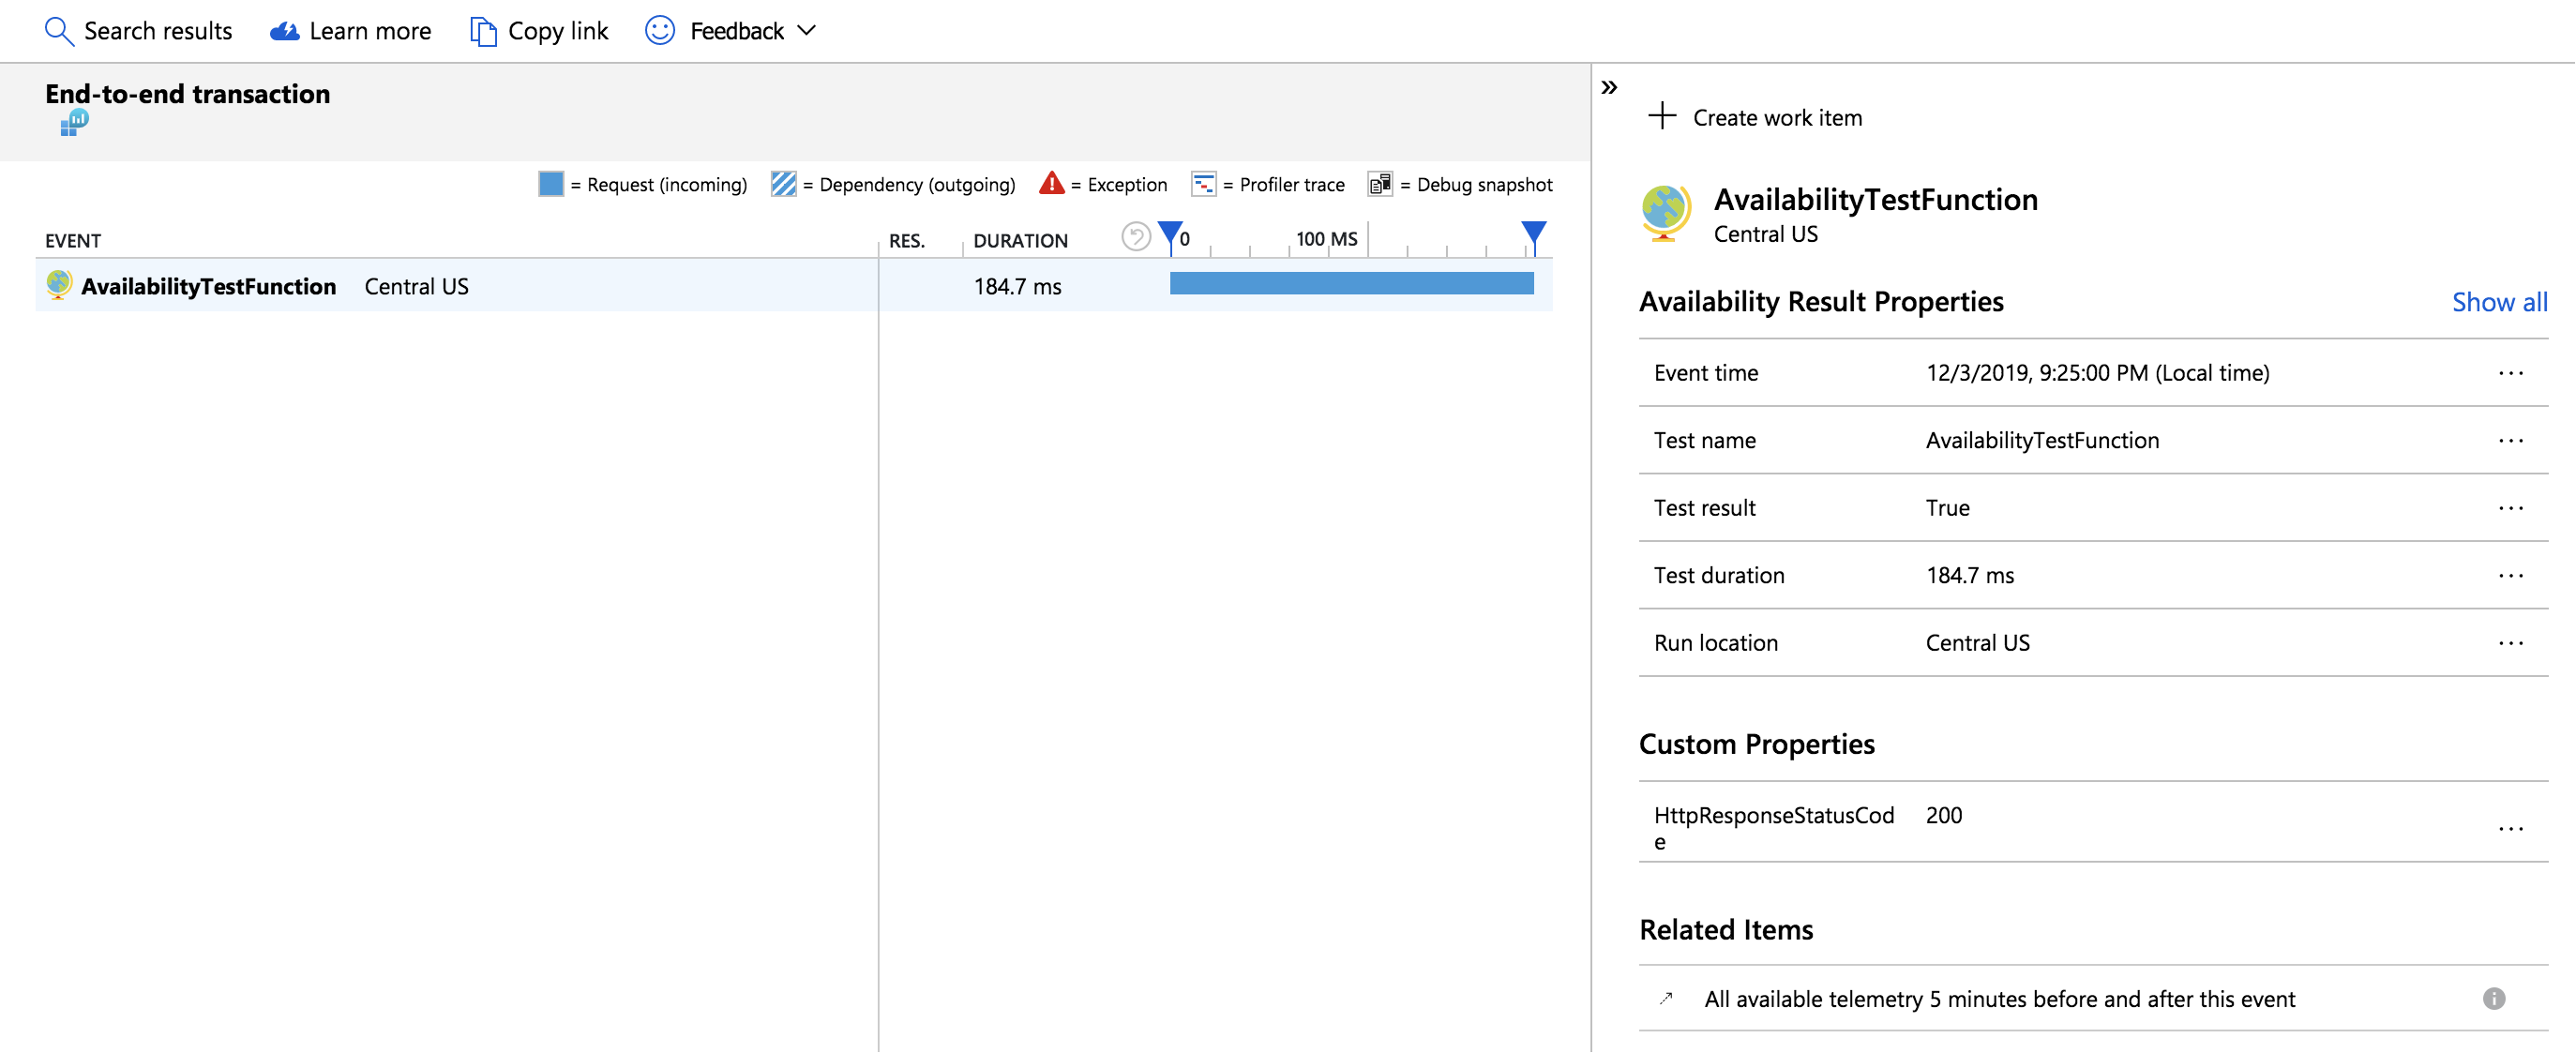 Search results Learn more Copy link Feedback
End-to-end transaction
= Request (incoming) = Dependency (outgoing) = Exception = Profiler trace = Debug snapshot
EVENT RES. DURATION 0 100 MS
AvailabilityTestFunction Central US 184.7 ms
Create work item
AvailabilityTestFunction
Central US
Availability Result Properties Show all
Event time 12/3/2019, 9:25:00 PM (Local time) ...
Test name AvailabilityTestFunction ...
Test result True ...
Test duration 184.7 ms ...
Run location Central US ...
Custom Properties
HttpResponseStatusCod 200
e ...
Related Items
All available telemetry 5 minutes before and after this event